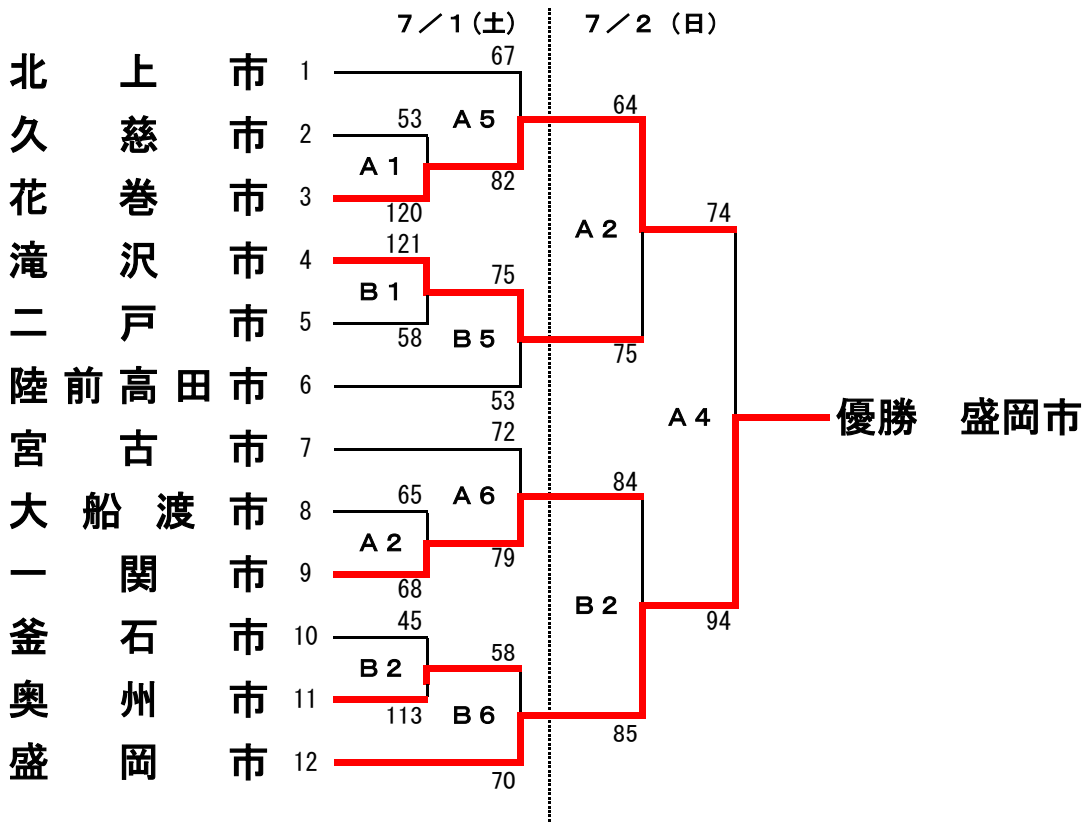 7／1（土） 7／2（日）
67
北上市 1
64
53 A5
久慈市 2
A1
82
花巻市 3
120
74
A2
121
滝沢市 4
75
B1
二戸市 5
58 B5
75
陸前高田市 6
53
A4
優勝 盛岡市
72
宮古市 7
84
65 A6
大船渡市 8
A2
79
一関市 9
68
B2
94
45
釜石市 10
58
B2
奥州市 11
113 B6
85
盛岡市 12
70